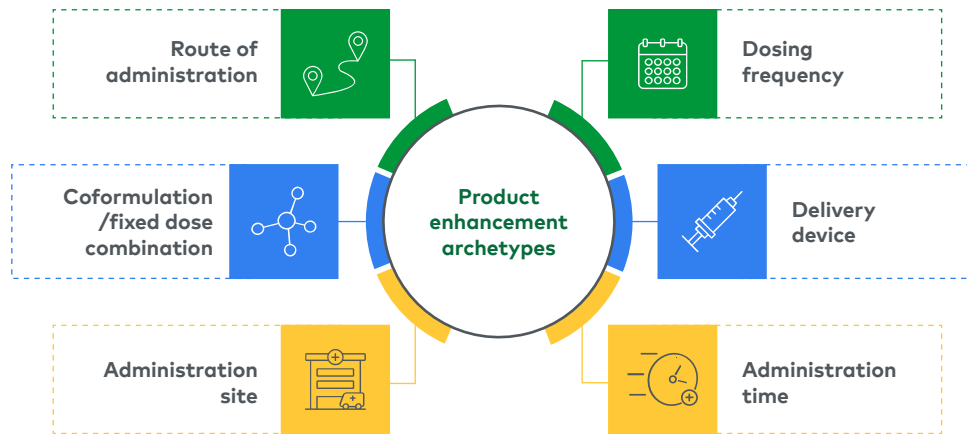 Route of
administration
Dosing
frequency
Coformulation
/fixed dose
combination
Product
enhancement
archetypes
Delivery
device
Administration
site
Administration
time